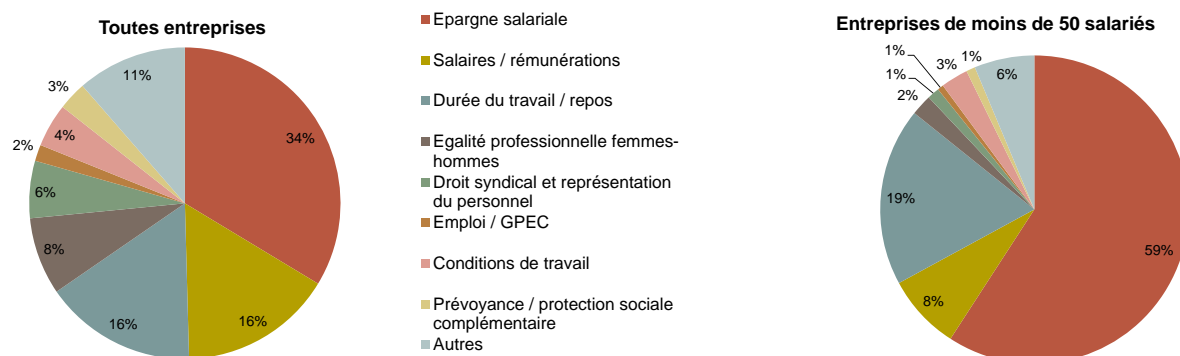 Toutes entreprises
34%
16%
16%
8%
6%
2%
4%
3%
11%
Epargne salariale
Salaires / rémunérations
Durée du travail / repos
Egalité professionnelle femmes-
hommes
Droit syndical et représentation
du personnel
Emploi / GPEC
Conditions de travail
Prévoyance / protection sociale
complémentaire
Autres
Entreprises de moins de 50 salariés
59%
8%
19%
2%
1%
1%
3%
1%
6%